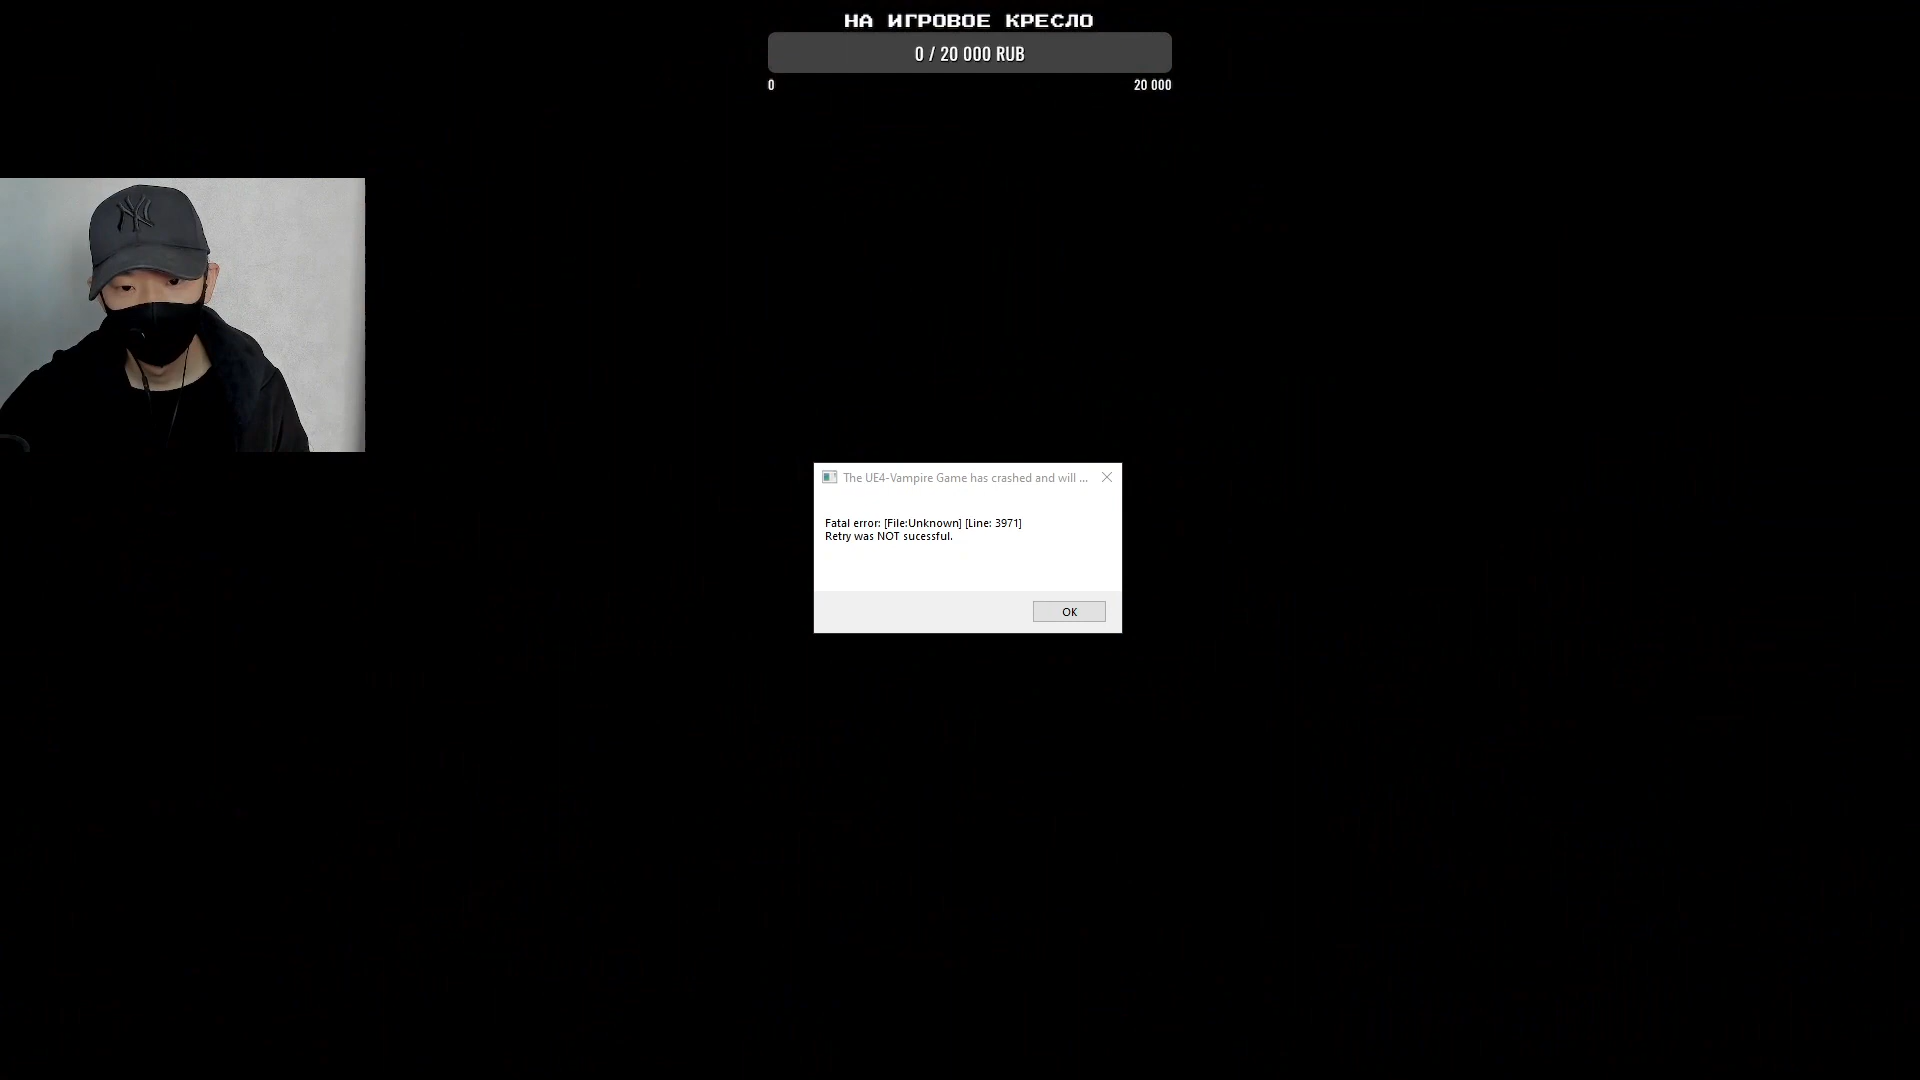 НА ИГРОВОЕ КРЕСЛО
0 / 20 000 RUB
0
20 000
NY
The UE4-Vampire Game has crashed and will ...
Fatal error: [File:Unknown] [Line: 3971]
Retry was NOT sucessful.
OK